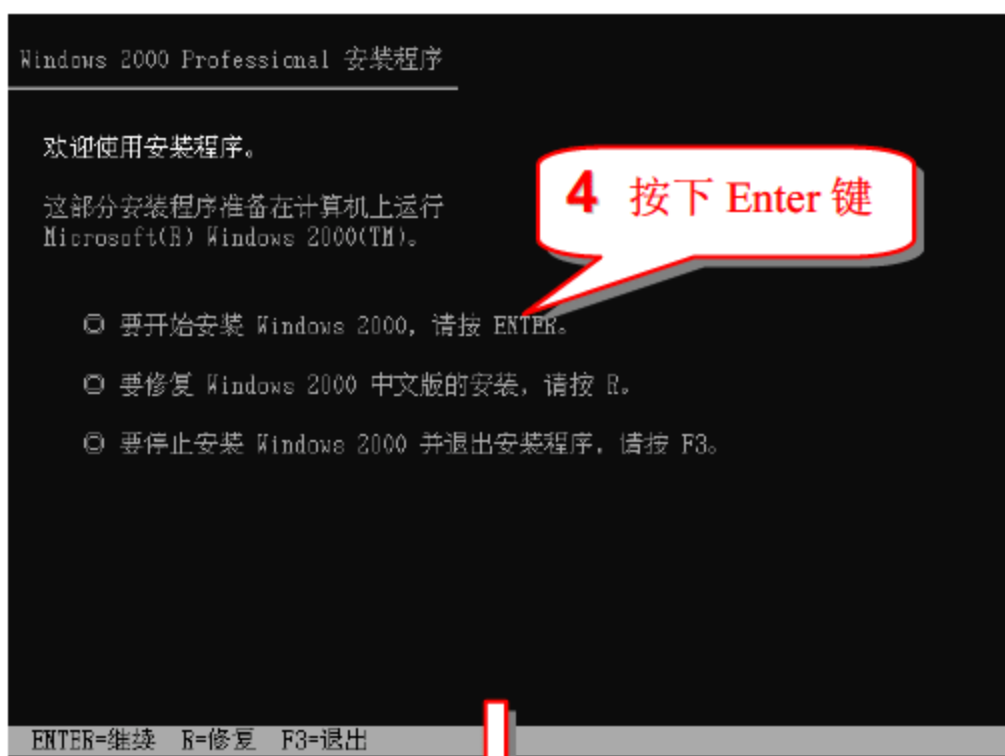 Windows 2000 Professional 安装程序
欢迎使用安装程序。
4 按下 Enter 键
这部分安装程序准备在计算机上运行
Microsoft(R) Windows 2000(TM)。
◎ 要开始安装 Windows 2000, 请按 ENTER。
◎ 要修复 Windows 2000 中文版的安装, 请按 R。
◎ 要停止安装 Windows 2000 并退出安装程序, 请按 F3。
ENTER=继续 R=修复 F3=退出